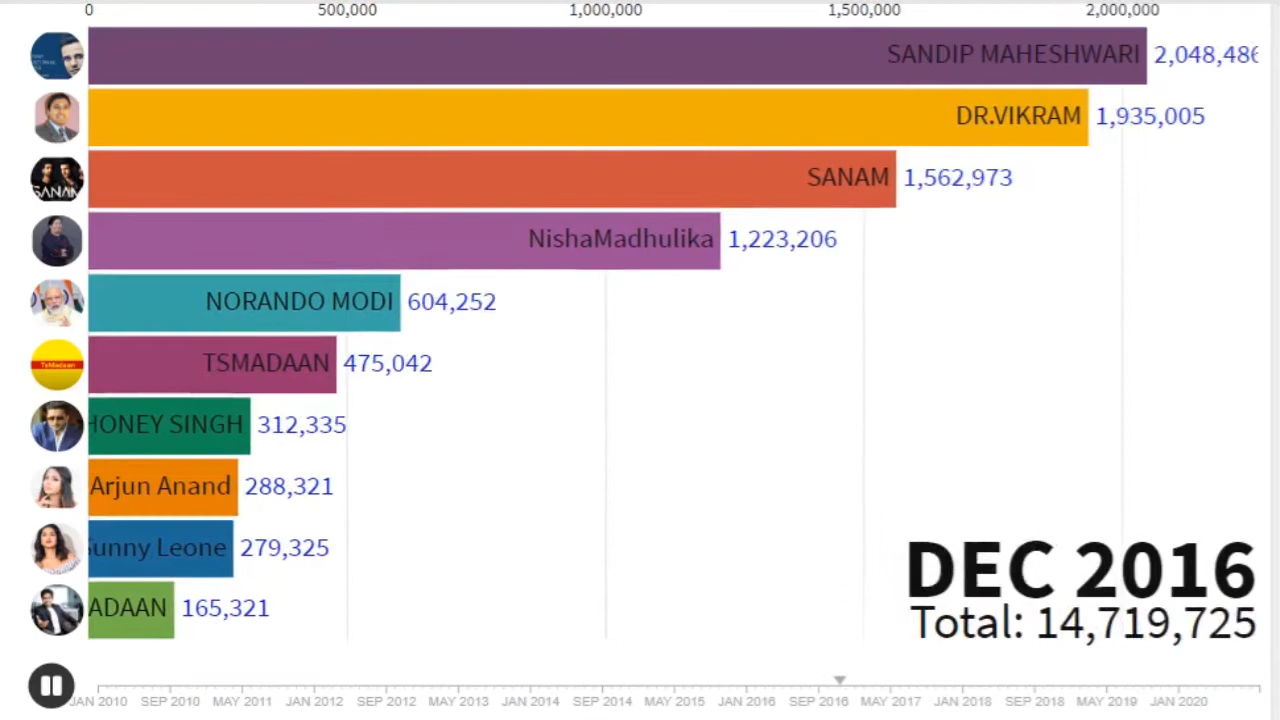 0 500,000 1,000,000 1,500,000 2,000,000
SANDIP MAHESHWARI 2,048,486
DR.VIKRAM 1,935,005
SANAM SANAM 1,562,973
NishaMadhulika 1,223,206
NORANDO MODI 604,252
TsMadaan TSMADAAN 475,042
HONEY SINGH 312,335
Arjun Anand 288,321
Sunny Leone 279,325
ADAAN 165,321
DEC 2016
Total: 14,719,725
JAN 2010 SEP 2010 MAY 2011 JAN 2012 SEP 2012 MAY 2013 JAN 2014 SEP 2014 MAY 2015 JAN 2016 SEP 2016 MAY 2017 JAN 2018 SEP 2018 MAY 2019 JAN 2020